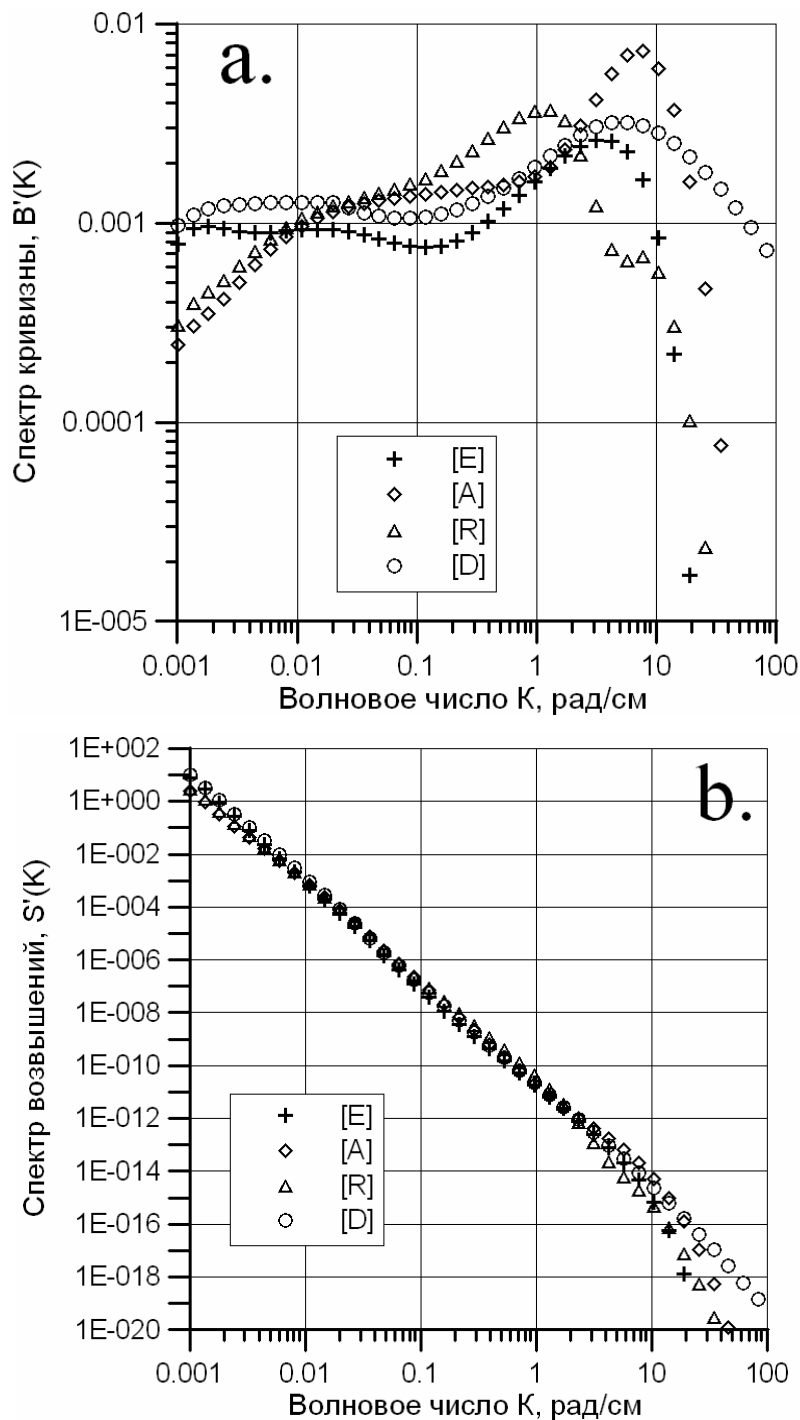 a.
0.01
0.001
0.0001
1E-005
Спектр кривизны, B'(K)
[E]
[A]
[R]
[D]
0.001 0.01 0.1 1 10 100
Волновое число К, рад/см
b.
1E+002
1E+000
1E-002
1E-004
1E-006
1E-008
1E-010
1E-012
1E-014
1E-016
1E-018
1E-020
Спектр возвышений, S'(K)
[E]
[A]
[R]
[D]
0.001 0.01 0.1 1 10 100
Волновое число К, рад/см